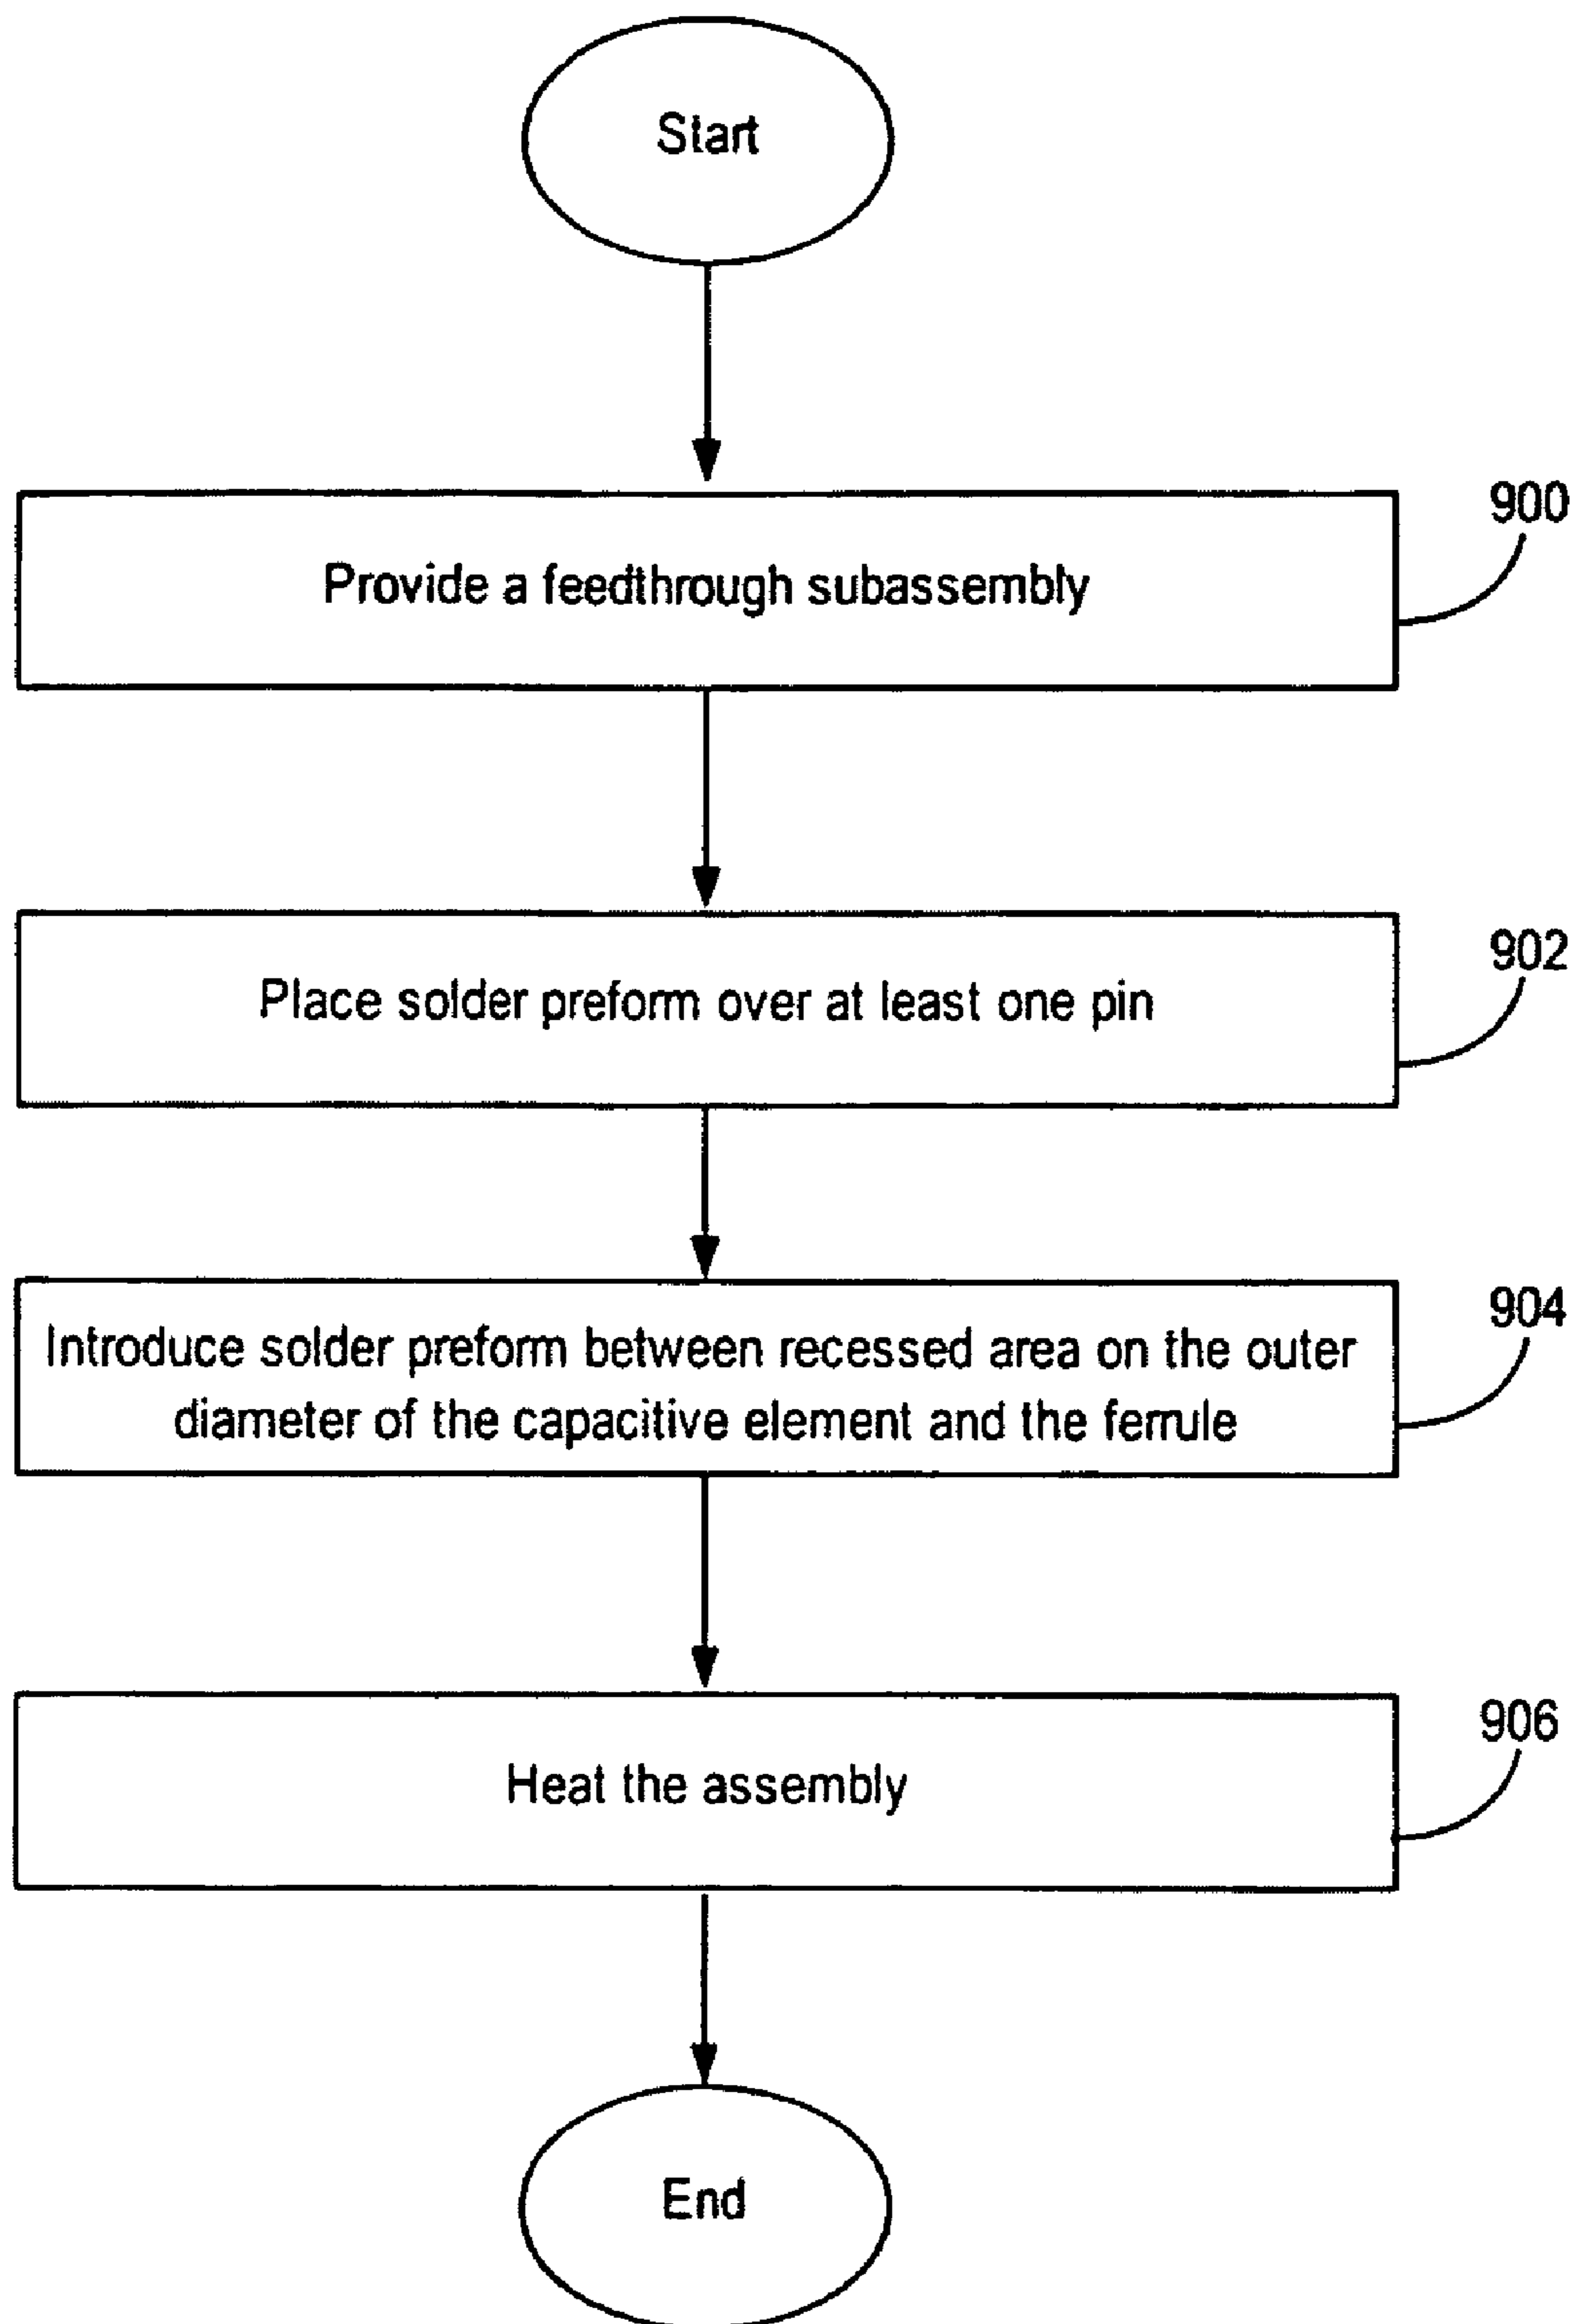 Start
900
Provide a feedthrough subassembly
902
Place solder preform over at least one pin
904
Introduce solder preform between recessed area on the outer
diameter of the capacitive element and the ferrule
906
Heat the assembly
End